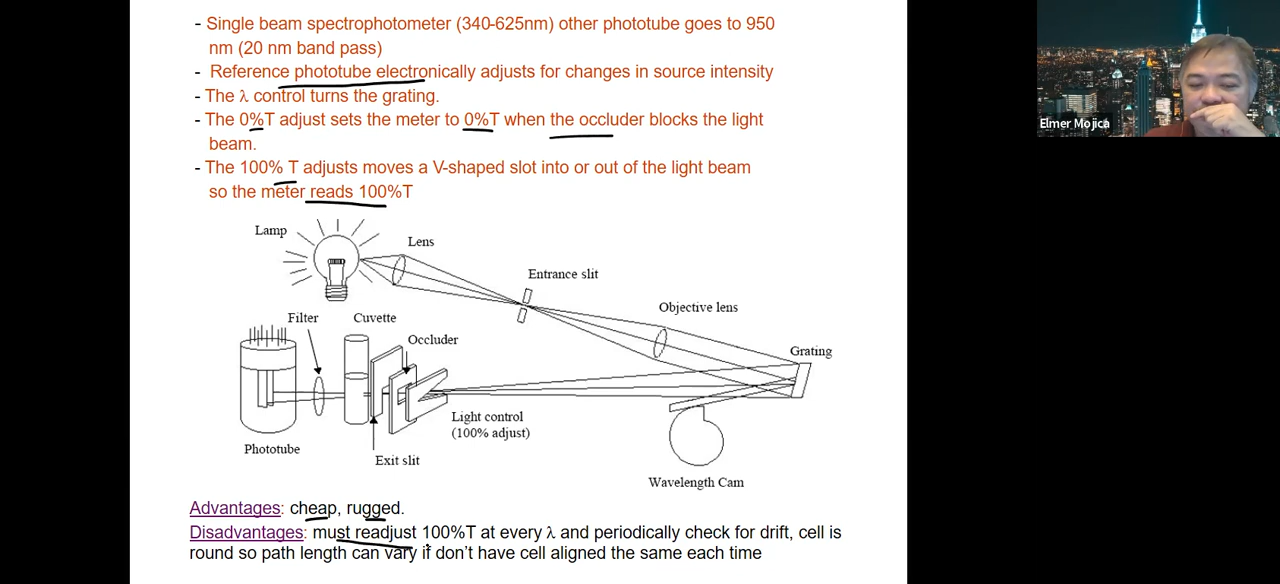 - Single beam spectrophotometer (340-625nm) other phototube goes to 950
nm (20 nm band pass)
- Reference phototube electronically adjusts for changes in source intensity
- The λ control turns the grating.
- The 0%T adjust sets the meter to 0%T when the occluder blocks the light
beam.
- The 100% T adjusts moves a V-shaped slot into or out of the light beam
so the meter reads 100%T
Lamp
Lens
Entrance slit
Objective lens
Filter
Cuvette
Occluder
Grating
Light control
(100% adjust)
Phototube
Exit slit
Wavelength Cam
Advantages: cheap, rugged.
Disadvantages: must readjust 100%T at every λ and periodically check for drift, cell is
round so path length can vary if don't have cell aligned the same each time
Elmer Mojica